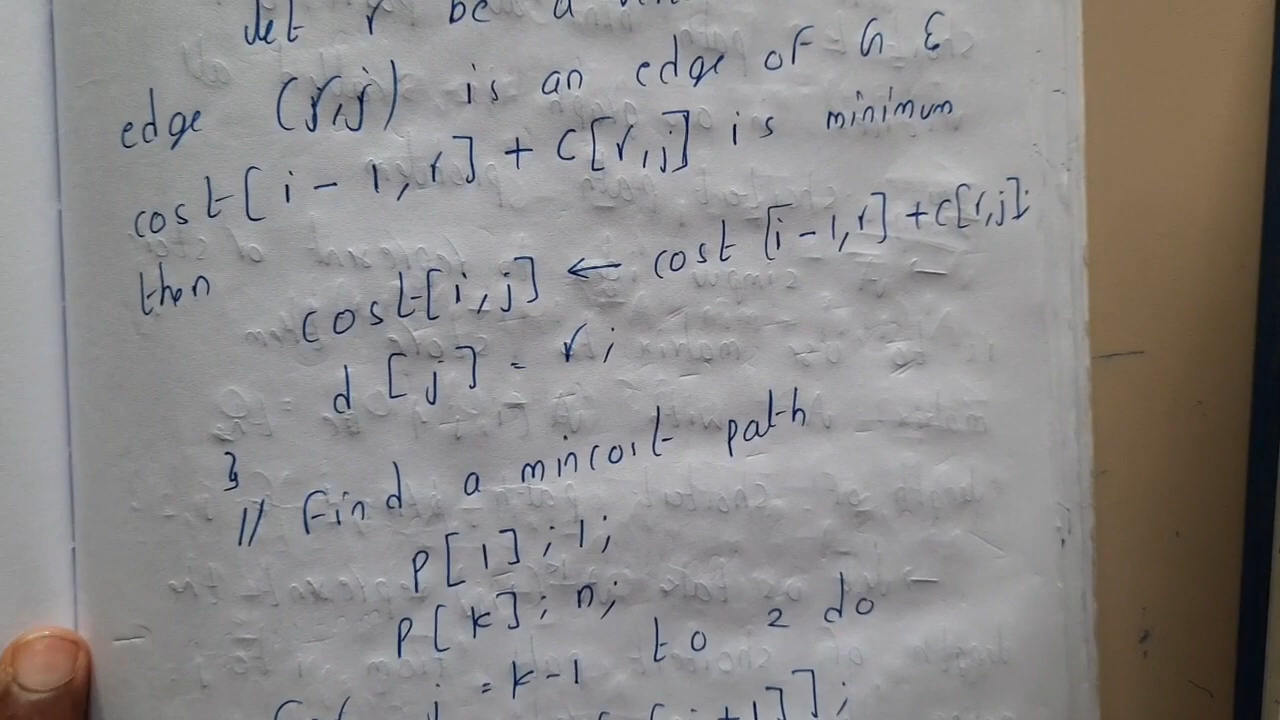 let r be a
edge (r,j) is an edge of G &
cost[i-1,r] + c[r,j] is minimum
then
cost[i,j] ← cost [i-1,r] + c[r,j];
d [j] = r;
}
// Find a mincost path
p[1] ; 1;
p[k] ; n;
j = k-1 to 2 do